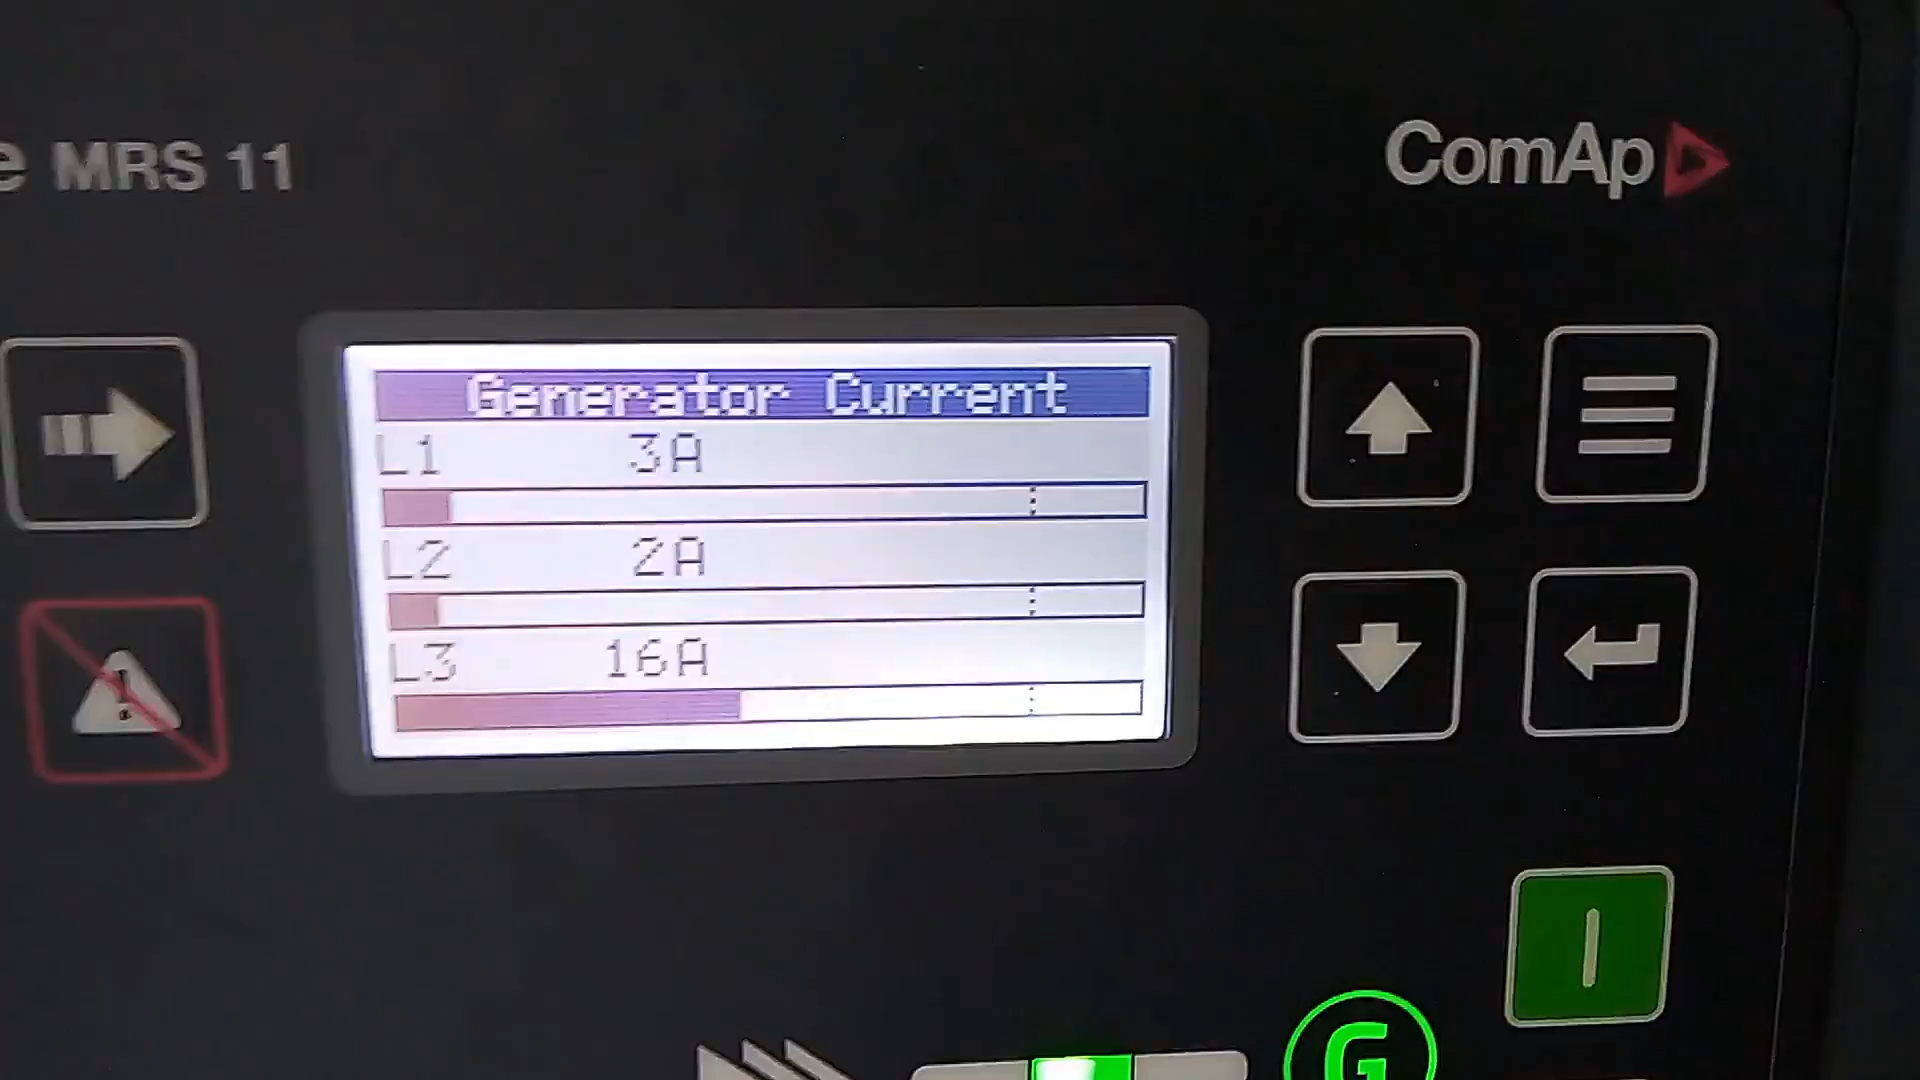 e MRS 11
ComAp
Generator Current
L1 3A
L2 2A
L3 16A
G